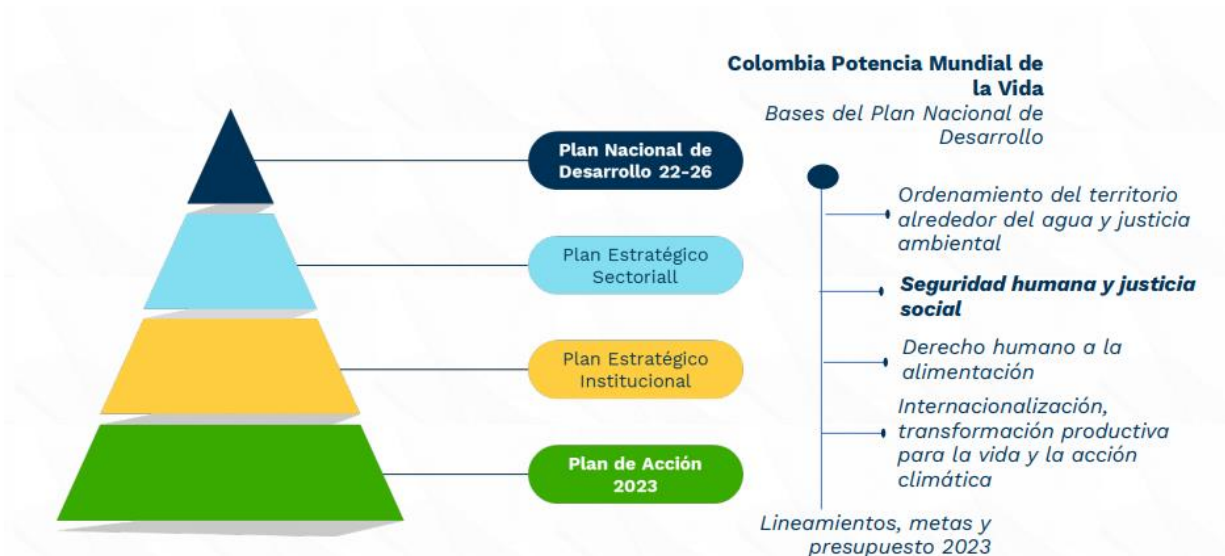 Plan Nacional de
Desarrollo 22-26
Plan Estratégico
Sectoriall
Plan Estratégico
Institucional
Plan de Acción
2023
Colombia Potencia Mundial de
la Vida
Bases del Plan Nacional de
Desarrollo
Ordenamiento del territorio
alrededor del agua y justicia
ambiental
Seguridad humana y justicia
social
Derecho humano a la
alimentación
Internacionalización,
transformación productiva
para la vida y la acción
climática
Lineamientos, metas y
presupuesto 2023